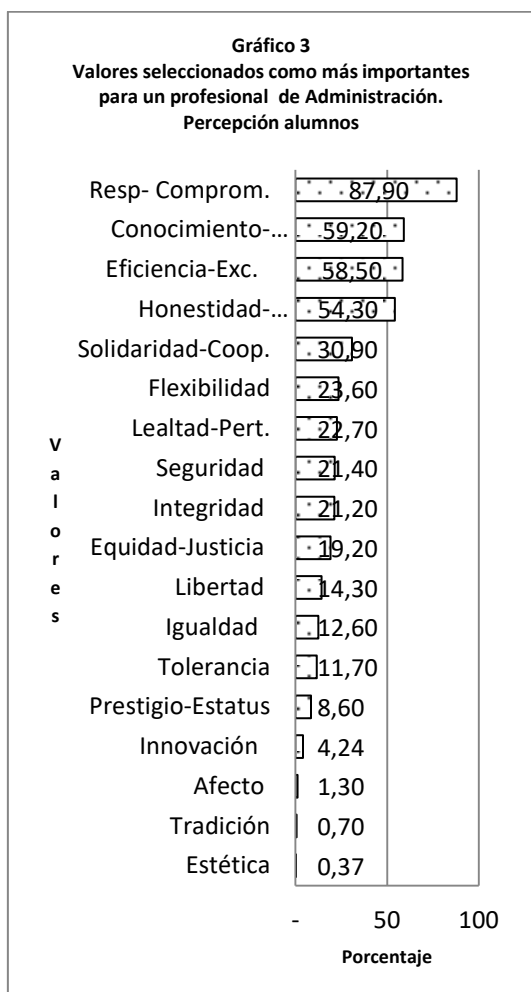 Gráfico 3
Valores seleccionados como más importantes
para un profesional de Administración.
Percepción alumnos
Resp- Comprom. 87,90
Conocimiento-... 59,20
Eficiencia-Exc. 58,50
Honestidad-... 54,30
Solidaridad-Coop. 30,90
Flexibilidad 23,60
Lealtad-Pert. 22,70
Seguridad 21,40
Integridad 21,20
Equidad-Justicia 19,20
Libertad 14,30
Igualdad 12,60
Tolerancia 11,70
Prestigio-Estatus 8,60
Innovación 4,24
Afecto 1,30
Tradición 0,70
Estética 0,37
Valores
- 50 100
Porcentaje